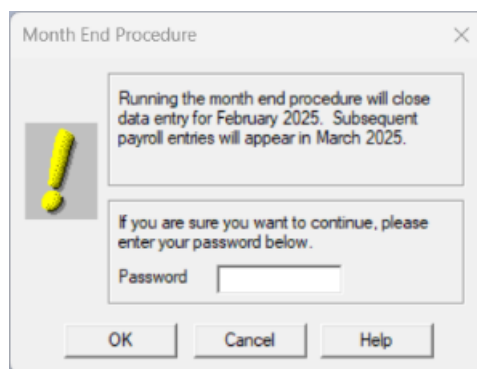 Month End Procedure
Running the month end procedure will close
data entry for February 2025.  Subsequent
payroll entries will appear in March 2025.
If you are sure you want to continue, please
enter your password below.
Password
OK Cancel Help